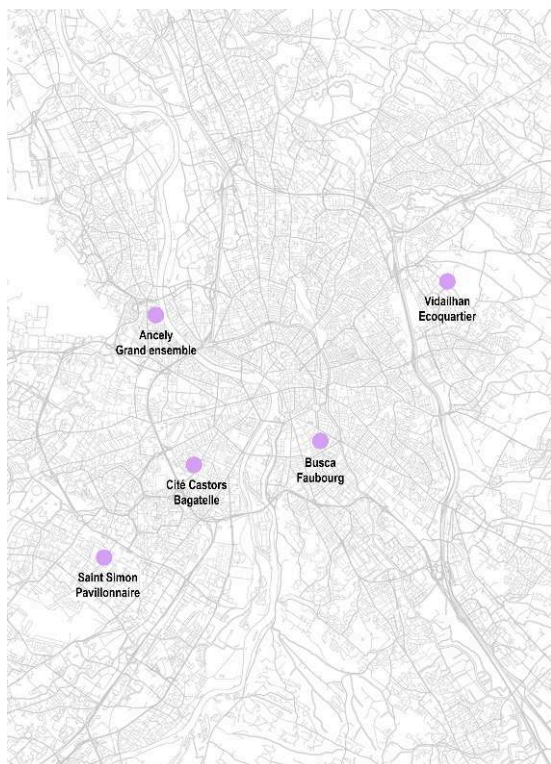 Vidailhan
Ecoquartier
Ancely
Grand ensemble
Busca
Faubourg
Cité Castors
Bagatelle
Saint Simon
Pavillonnaire